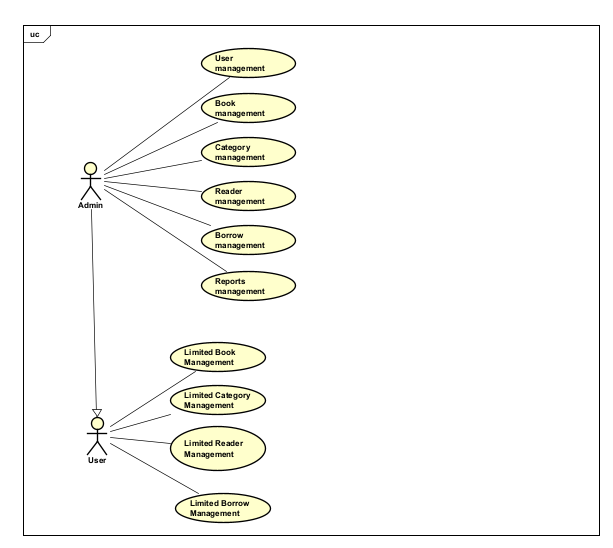 uc
User
management
Book
management
Category
management
Admin
Reader
management
Borrow
management
Reports
management
Limited Book
Management
Limited Category
Management
User
Limited Reader
Management
Limited Borrow
Management